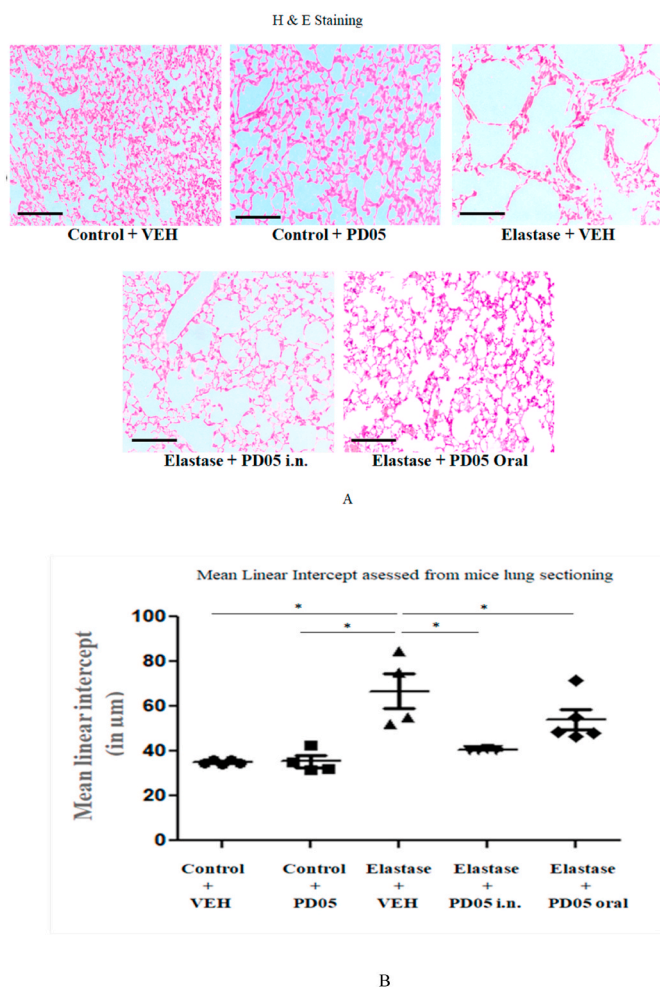 H & E Staining
Control + VEH
Control + PD05
Elastase + VEH
Elastase + PD05 i.n.
Elastase + PD05 Oral
A
Mean Linear Intercept asessed from mice lung sectioning
Mean linear intercept
(in um)
100
80
60
40
20
0
*
*
*
*
Control
+
VEH
Control
+
PD05
Elastase
+
VEH
Elastase
+
PD05 i.n.
Elastase
+
PD05 oral
B